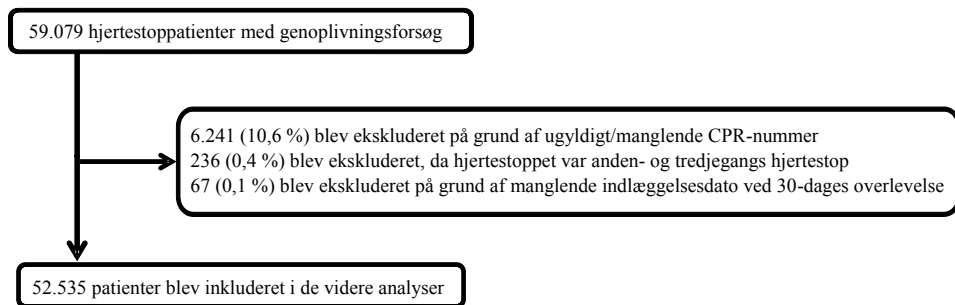 59.079 hjertestoppatienter med genoplivningsforsøg
6.241 (10,6 %) blev ekskluderet på grund af ugyldigt/manglende CPR-nummer
236 (0,4 %) blev ekskluderet, da hjertestoppet var anden- og tredjegangs hjertestop
67 (0,1 %) blev ekskluderet på grund af manglende indlæggelsesdato ved 30-dages overlevelse
52.535 patienter blev inkluderet i de videre analyser